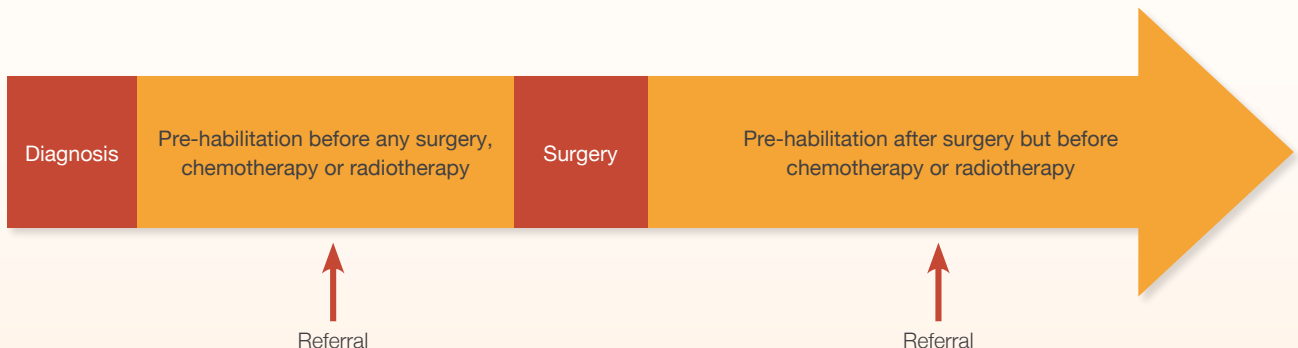 Diagnosis
Pre-habilitation before any surgery,
chemotherapy or radiotherapy
Surgery
Pre-habilitation after surgery but before
chemotherapy or radiotherapy
Referral
Referral